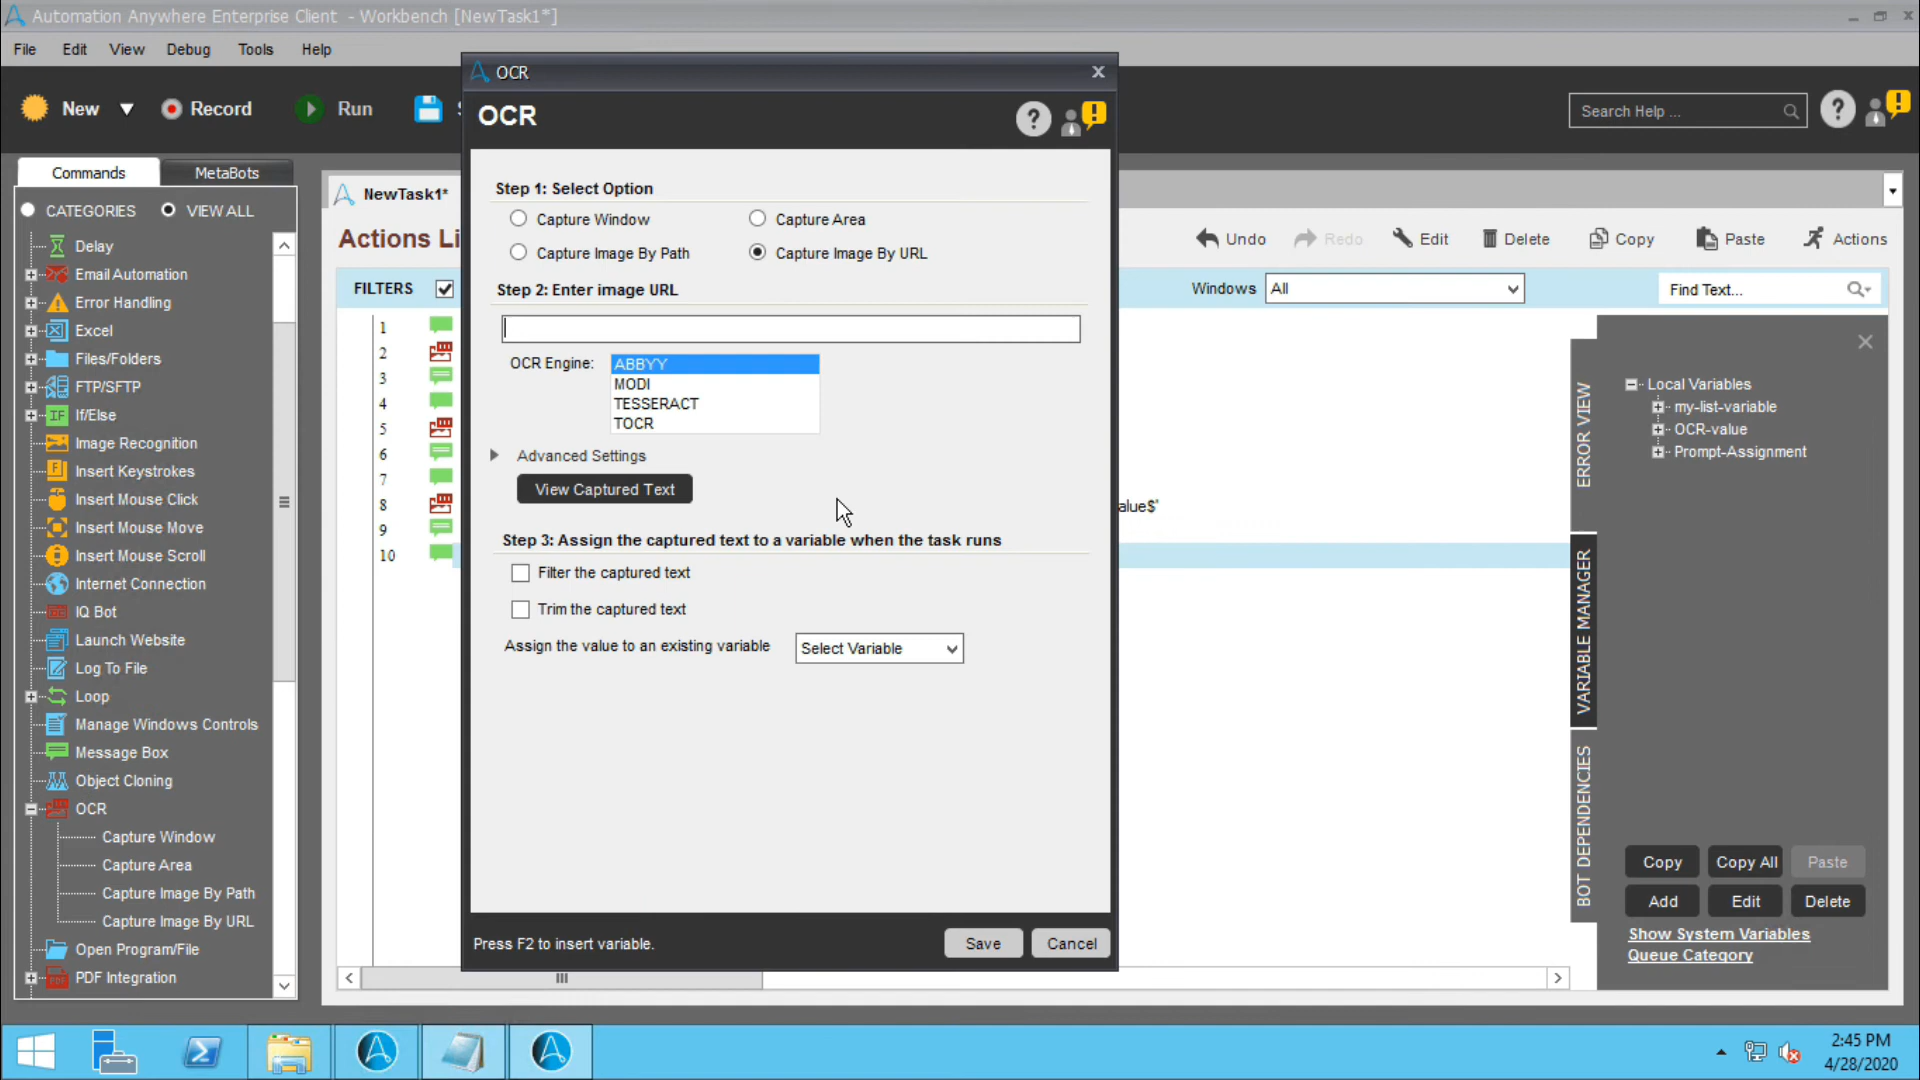 Automation Anywhere Enterprise Client - Workbench [NewTask1*]
File Edit View Debug Tools Help
New Record Run
Search Help ...
Commands MetaBots
CATEGORIES VIEW ALL
Delay
Email Automation
Error Handling
Excel
Files/Folders
FTP/SFTP
If/Else
Image Recognition
Insert Keystrokes
Insert Mouse Click
Insert Mouse Move
Insert Mouse Scroll
Internet Connection
IQ Bot
Launch Website
Log To File
Loop
Manage Windows Controls
Message Box
Object Cloning
OCR
Capture Window
Capture Area
Capture Image By Path
Capture Image By URL
Open Program/File
PDF Integration
NewTask1*
Actions Li
Undo Redo Edit Delete Copy Paste Actions
FILTERS
Windows All
Find Text...
1
2
3
4
5
6
7
8
9
10
alue$"
OCR
OCR
Step 1: Select Option
Capture Window Capture Area
Capture Image By Path Capture Image By URL
Step 2: Enter image URL
OCR Engine:
ABBYY
MODI
TESSERACT
TOCR
Advanced Settings
View Captured Text
Step 3: Assign the captured text to a variable when the task runs
Filter the captured text
Trim the captured text
Assign the value to an existing variable Select Variable
Press F2 to insert variable.
Save Cancel
ERROR VIEW
VARIABLE MANAGER
BOT DEPENDENCIES
Local Variables
my-list-variable
OCR-value
Prompt-Assignment
Copy Copy All Paste
Add Edit Delete
Show System Variables
Queue Category
2:45 PM
4/28/2020